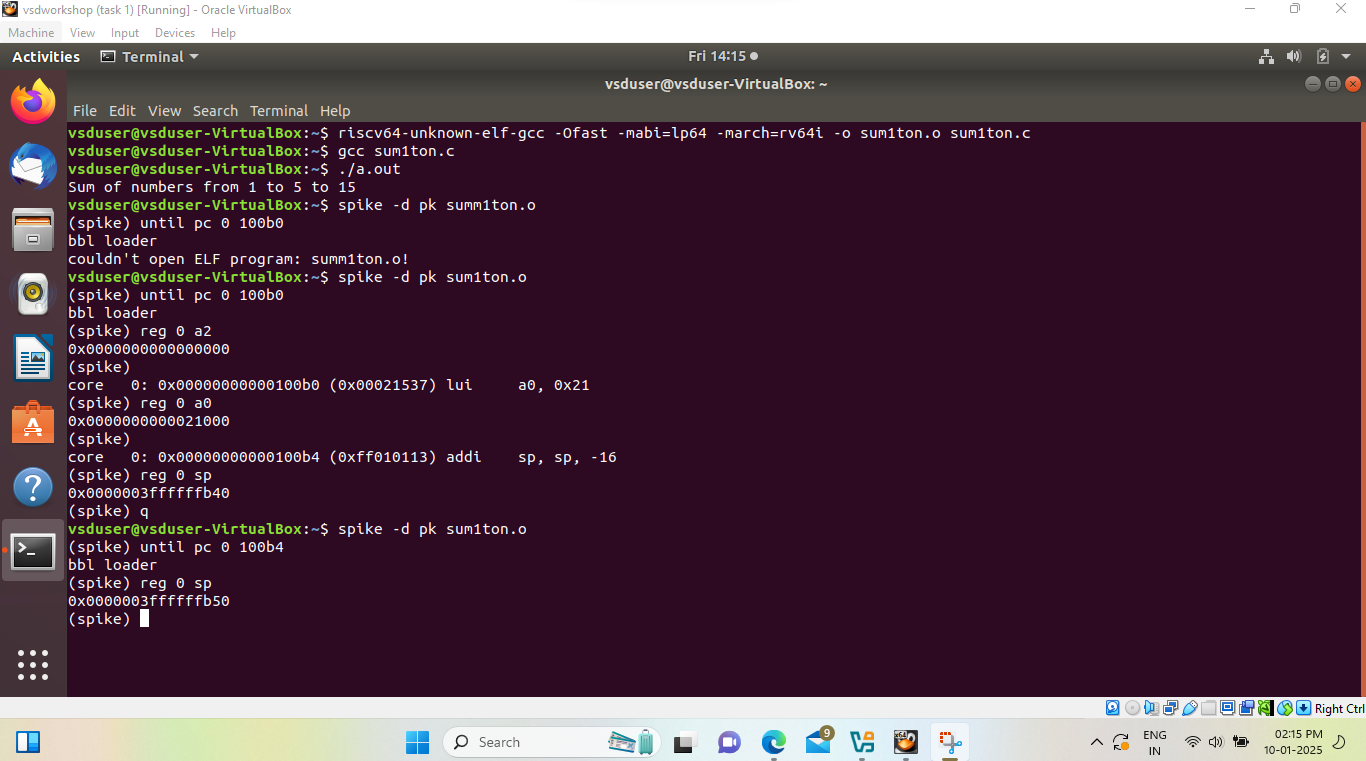 vsdworkshop (task 1) [Running] - Oracle VirtualBox
Machine View Input Devices Help
Activities Terminal Fri 14:15
vsduser@vsduser-VirtualBox: ~
File Edit View Search Terminal Help
vsduser@vsduser-VirtualBox:~$ riscv64-unknown-elf-gcc -Ofast -mabi=lp64 -march=rv64i -o sum1ton.o sum1ton.c
vsduser@vsduser-VirtualBox:~$ gcc sum1ton.c
vsduser@vsduser-VirtualBox:~$ ./a.out
Sum of numbers from 1 to 5 to 15
vsduser@vsduser-VirtualBox:~$ spike -d pk summ1ton.o
(spike) until pc 0 100b0
bbl loader
couldn't open ELF program: summ1ton.o!
vsduser@vsduser-VirtualBox:~$ spike -d pk sum1ton.o
(spike) until pc 0 100b0
bbl loader
(spike) reg 0 a2
0x0000000000000000
(spike)
core   0: 0x00000000000100b0 (0x00021537) lui     a0, 0x21
(spike) reg 0 a0
0x0000000000021000
(spike)
core   0: 0x00000000000100b4 (0xff010113) addi    sp, sp, -16
(spike) reg 0 sp
0x0000003ffffffb40
(spike) q
vsduser@vsduser-VirtualBox:~$ spike -d pk sum1ton.o
(spike) until pc 0 100b4
bbl loader
(spike) reg 0 sp
0x0000003ffffffb50
(spike)
Right Ctrl
Search
9
ENG
IN
02:15 PM
10-01-2025